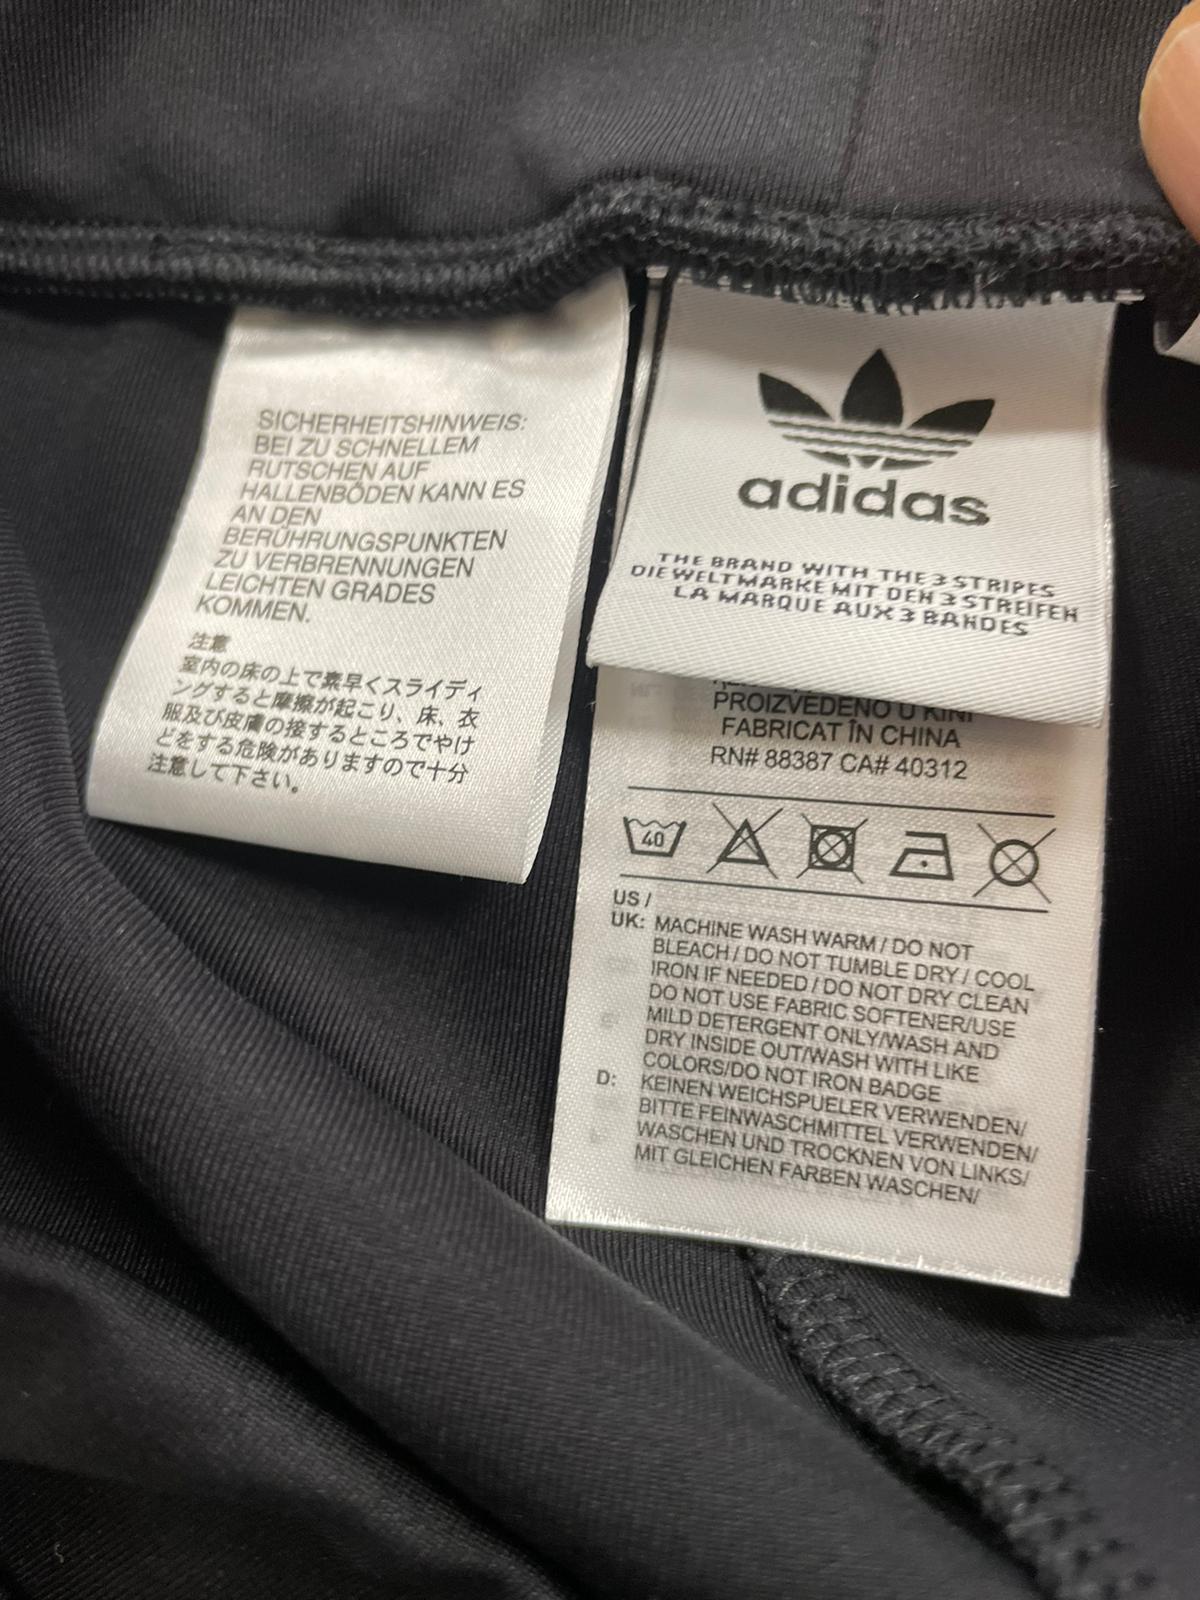 SICHERHEITSHINWEIS:
BEI ZU SCHNELLEM
RUTSCHEN AUF
HALLENBÖDEN KANN ES
AN DEN
BERÜHRUNGSPUNKTEN
ZU VERBRENNUNGEN
LEICHTEN GRADES
KOMMEN.
注意
室内の床の上で素早くスライディ
ングすると摩擦が起こり、床、衣
服及び皮膚の接するところでやけ
どをする危険がありますので十分
注意して下さい。
adidas
THE BRAND WITH THE 3 STRIPES
DIE WELTMARKE MIT DEN 3 STREIFEN
LA MARQUE AUX 3 BANDES
PROIZVEDENO U KINI
FABRICAT ÎN CHINA
RN# 88387 CA# 40312
40
US /
UK: MACHINE WASH WARM / DO NOT
BLEACH / DO NOT TUMBLE DRY / COOL
IRON IF NEEDED / DO NOT DRY CLEAN
DO NOT USE FABRIC SOFTENER/USE
MILD DETERGENT ONLY/WASH AND
DRY INSIDE OUT/WASH WITH LIKE
COLORS/DO NOT IRON BADGE
D: KEINEN WEICHSPUELER VERWENDEN/
BITTE FEINWASCHMITTEL VERWENDEN/
WASCHEN UND TROCKNEN VON LINKS/
MIT GLEICHEN FARBEN WASCHEN/